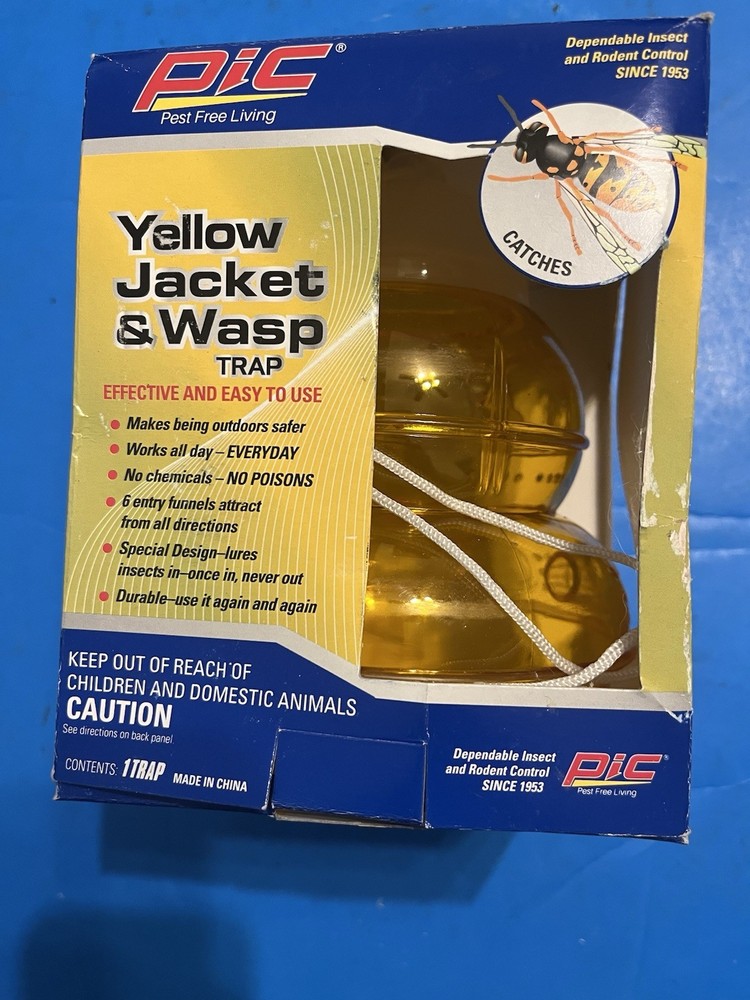 PiC®
Pest Free Living
Dependable Insect
and Rodent Control
SINCE 1953
CATCHES
Yellow
Jacket
& Wasp
TRAP
EFFECTIVE AND EASY TO USE
Makes being outdoors safer
Works all day – EVERYDAY
No chemicals – NO POISONS
6 entry funnels attract
from all directions
Special Design–lures
insects in–once in, never out
Durable–use it again and again
KEEP OUT OF REACH OF
CHILDREN AND DOMESTIC ANIMALS
CAUTION
See directions on back panel.
CONTENTS: 1 TRAP MADE IN CHINA
Dependable Insect
and Rodent Control
SINCE 1953
PiC®
Pest Free Living